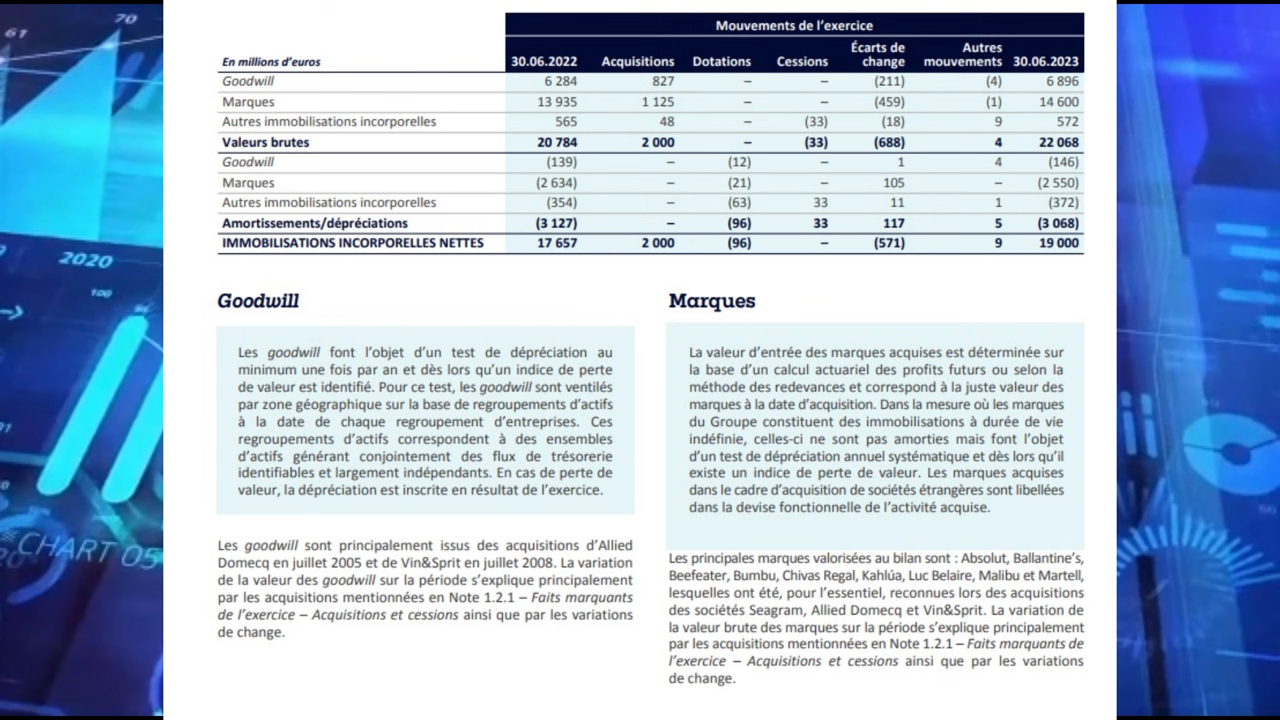 61
70
2020
100
96
CHART 05
Mouvements de l’exercice
En millions d’euros 30.06.2022 Acquisitions Dotations Cessions Écarts de change Autres mouvements 30.06.2023
Goodwill 6 284 827 – – (211) (4) 6 896
Marques 13 935 1 125 – – (459) (1) 14 600
Autres immobilisations incorporelles 565 48 (33) (18) 9 572
Valeurs brutes 20 784 2 000 – (33) (688) 4 22 068
Goodwill (139) – (12) – 1 4 (146)
Marques (2 634) – (21) – 105 – (2 550)
Autres immobilisations incorporelles (354) – (63) 33 11 1 (372)
Amortissements/dépréciations (3 127) – (96) 33 117 5 (3 068)
IMMOBILISATIONS INCORPORELLES NETTES 17 657 2 000 (96) – (571) 9 19 000
Goodwill
Les goodwill font l’objet d’un test de dépréciation au
minimum une fois par an et dès lors qu’un indice de perte
de valeur est identifié. Pour ce test, les goodwill sont ventilés
par zone géographique sur la base de regroupements d’actifs
à la date de chaque regroupement d’entreprises. Ces
regroupements d’actifs correspondent à des ensembles
d’actifs générant conjointement des flux de trésorerie
identifiables et largement indépendants. En cas de perte de
valeur, la dépréciation est inscrite en résultat de l’exercice.
Les goodwill sont principalement issus des acquisitions d’Allied
Domecq en juillet 2005 et de Vin&Sprit en juillet 2008. La variation
de la valeur des goodwill sur la période s’explique principalement
par les acquisitions mentionnées en Note 1.2.1 – Faits marquants
de l’exercice – Acquisitions et cessions ainsi que par les variations
de change.
Marques
La valeur d’entrée des marques acquises est déterminée sur
la base d’un calcul actuariel des profits futurs ou selon la
méthode des redevances et correspond à la juste valeur des
marques à la date d’acquisition. Dans la mesure où les marques
du Groupe constituent des immobilisations à durée de vie
indéfinie, celles-ci ne sont pas amorties mais font l’objet
d’un test de dépréciation annuel systématique et dès lors qu’il
existe un indice de perte de valeur. Les marques acquises
dans le cadre d’acquisition de sociétés étrangères sont libellées
dans la devise fonctionnelle de l’activité acquise.
Les principales marques valorisées au bilan sont : Absolut, Ballantine’s,
Beefeater, Bumbu, Chivas Regal, Kahlúa, Luc Belaire, Malibu et Martell,
lesquelles ont été, pour l’essentiel, reconnues lors des acquisitions
des sociétés Seagram, Allied Domecq et Vin&Sprit. La variation de
la valeur brute des marques sur la période s’explique principalement
par les acquisitions mentionnées en Note 1.2.1 – Faits marquants de
l’exercice – Acquisitions et cessions ainsi que par les variations
de change.